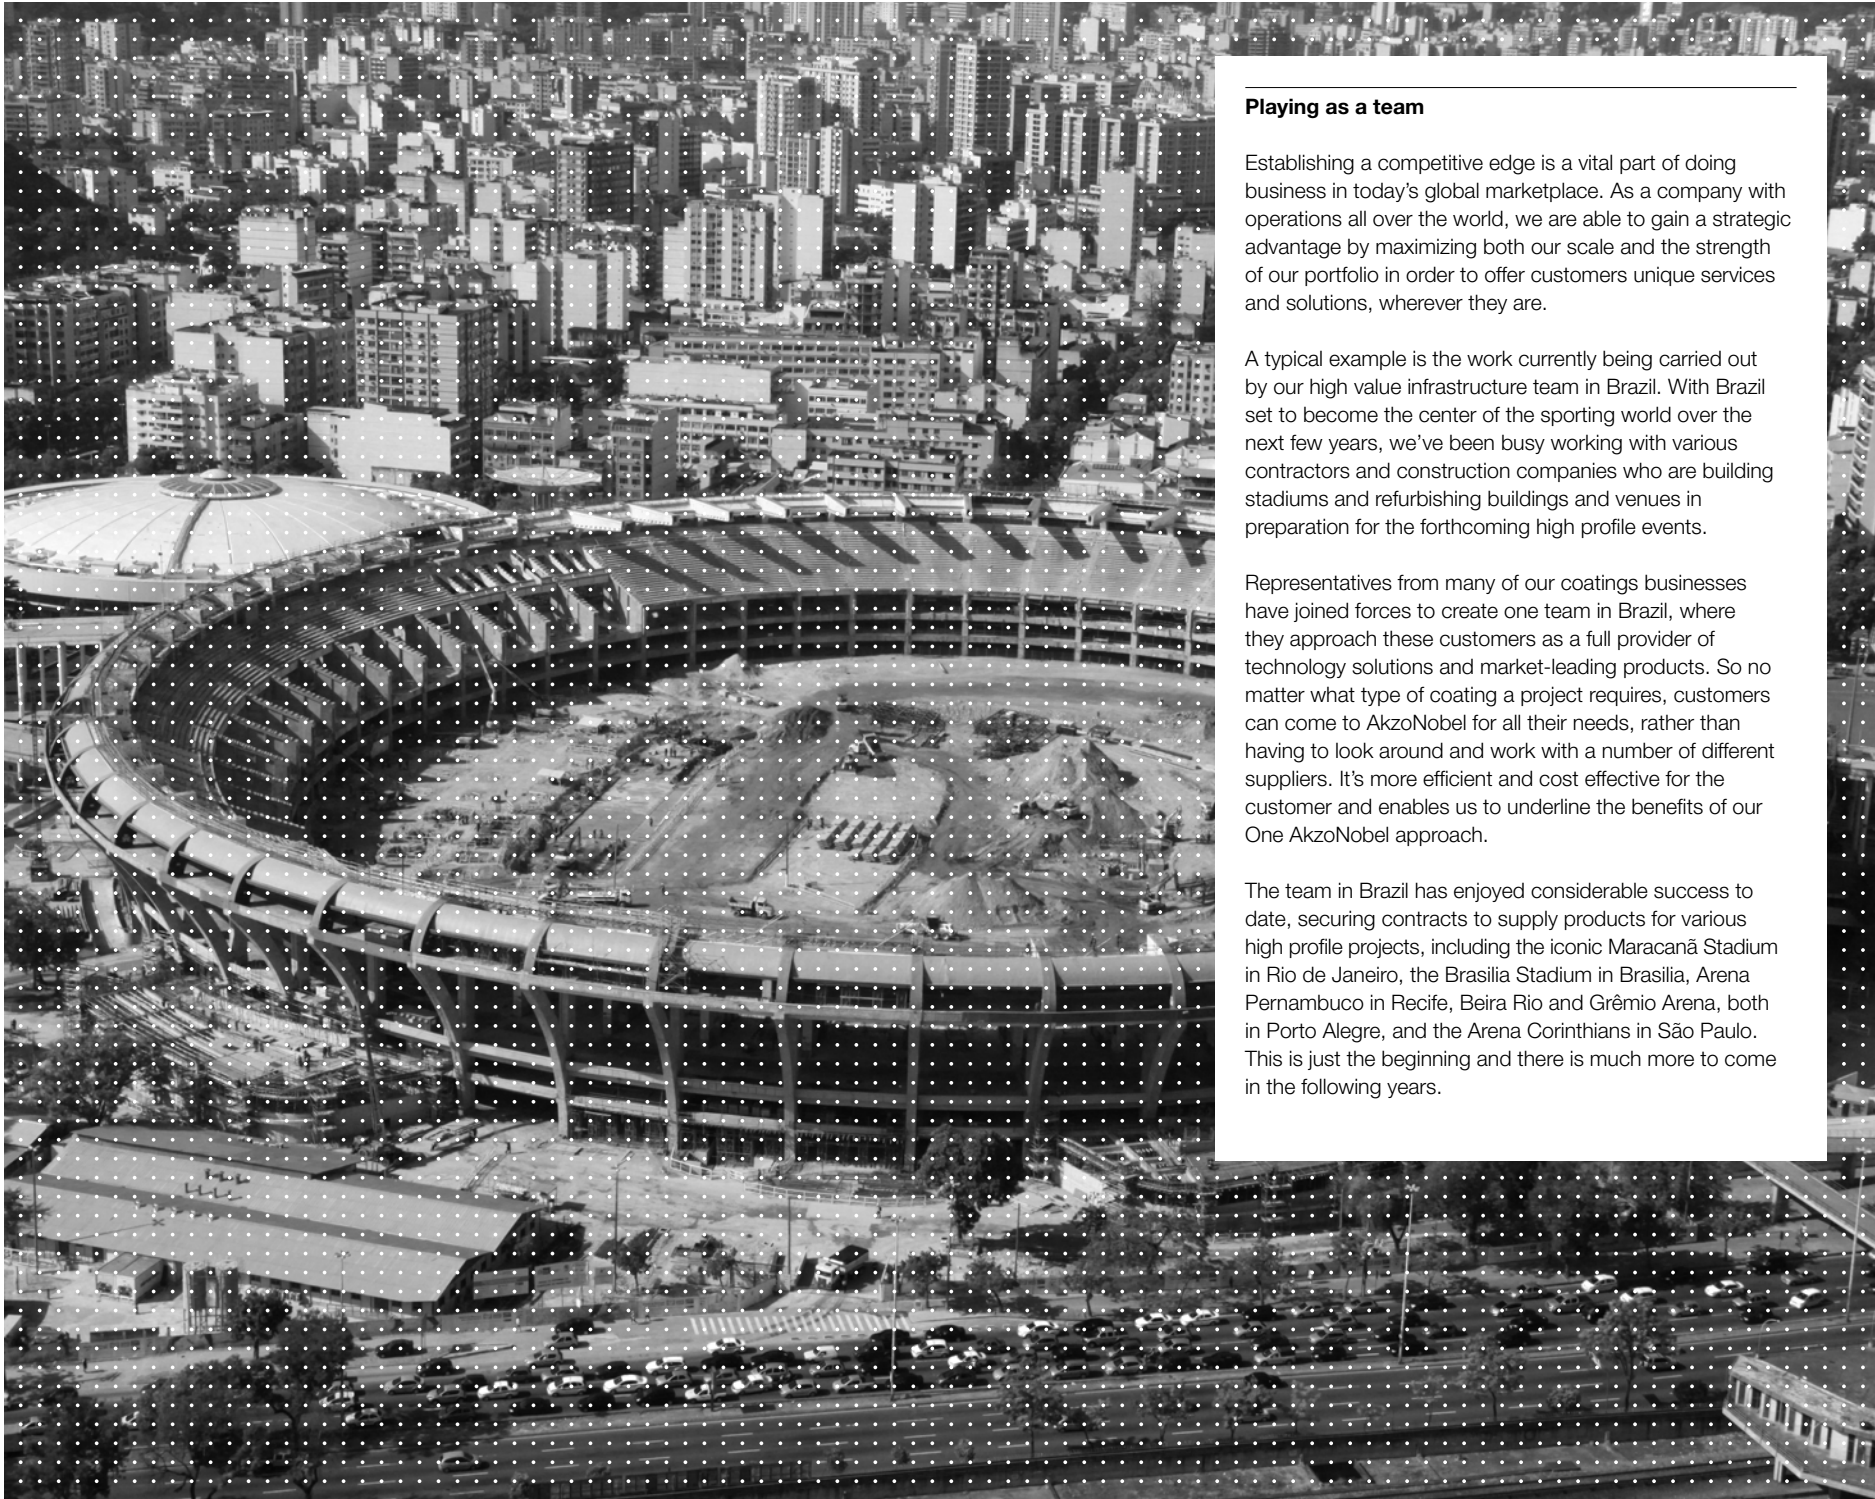 Playing as a team
Establishing a competitive edge is a vital part of doing
business in today’s global marketplace. As a company with
operations all over the world, we are able to gain a strategic
advantage by maximizing both our scale and the strength
of our portfolio in order to offer customers unique services
and solutions, wherever they are.
A typical example is the work currently being carried out
by our high value infrastructure team in Brazil. With Brazil
set to become the center of the sporting world over the
next few years, we’ve been busy working with various
contractors and construction companies who are building
stadiums and refurbishing buildings and venues in
preparation for the forthcoming high profile events.
Representatives from many of our coatings businesses
have joined forces to create one team in Brazil, where
they approach these customers as a full provider of
technology solutions and market-leading products. So no
matter what type of coating a project requires, customers
can come to AkzoNobel for all their needs, rather than
having to look around and work with a number of different
suppliers. It’s more efficient and cost effective for the
customer and enables us to underline the benefits of our
One AkzoNobel approach.
The team in Brazil has enjoyed considerable success to
date, securing contracts to supply products for various
high profile projects, including the iconic Maracanã Stadium
in Rio de Janeiro, the Brasilia Stadium in Brasilia, Arena
Pernambuco in Recife, Beira Rio and Grêmio Arena, both
in Porto Alegre, and the Arena Corinthians in São Paulo.
This is just the beginning and there is much more to come
in the following years.